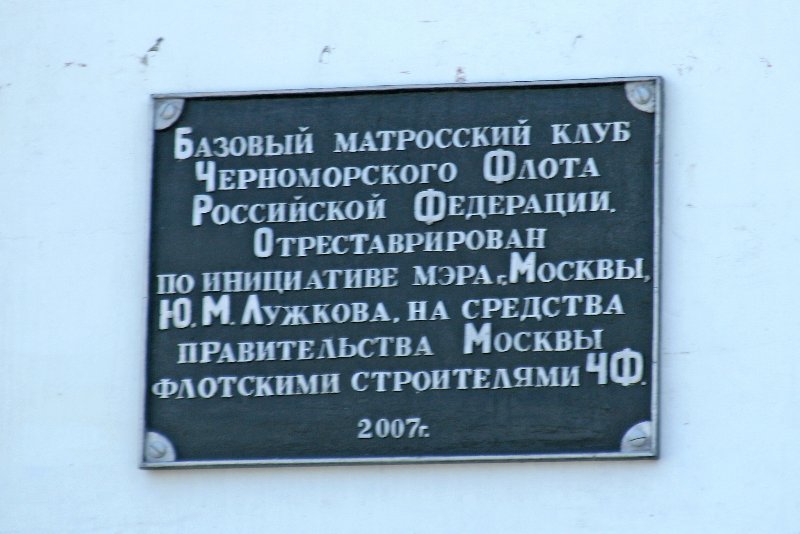 Базовый матросский клуб
Черноморского Флота
Российской Федерации.
Отреставрирован
по инициативе мэра г. Москвы,
Ю. М. Лужкова, на средства
правительства Москвы
флотскими строителями ЧФ.
2007г.